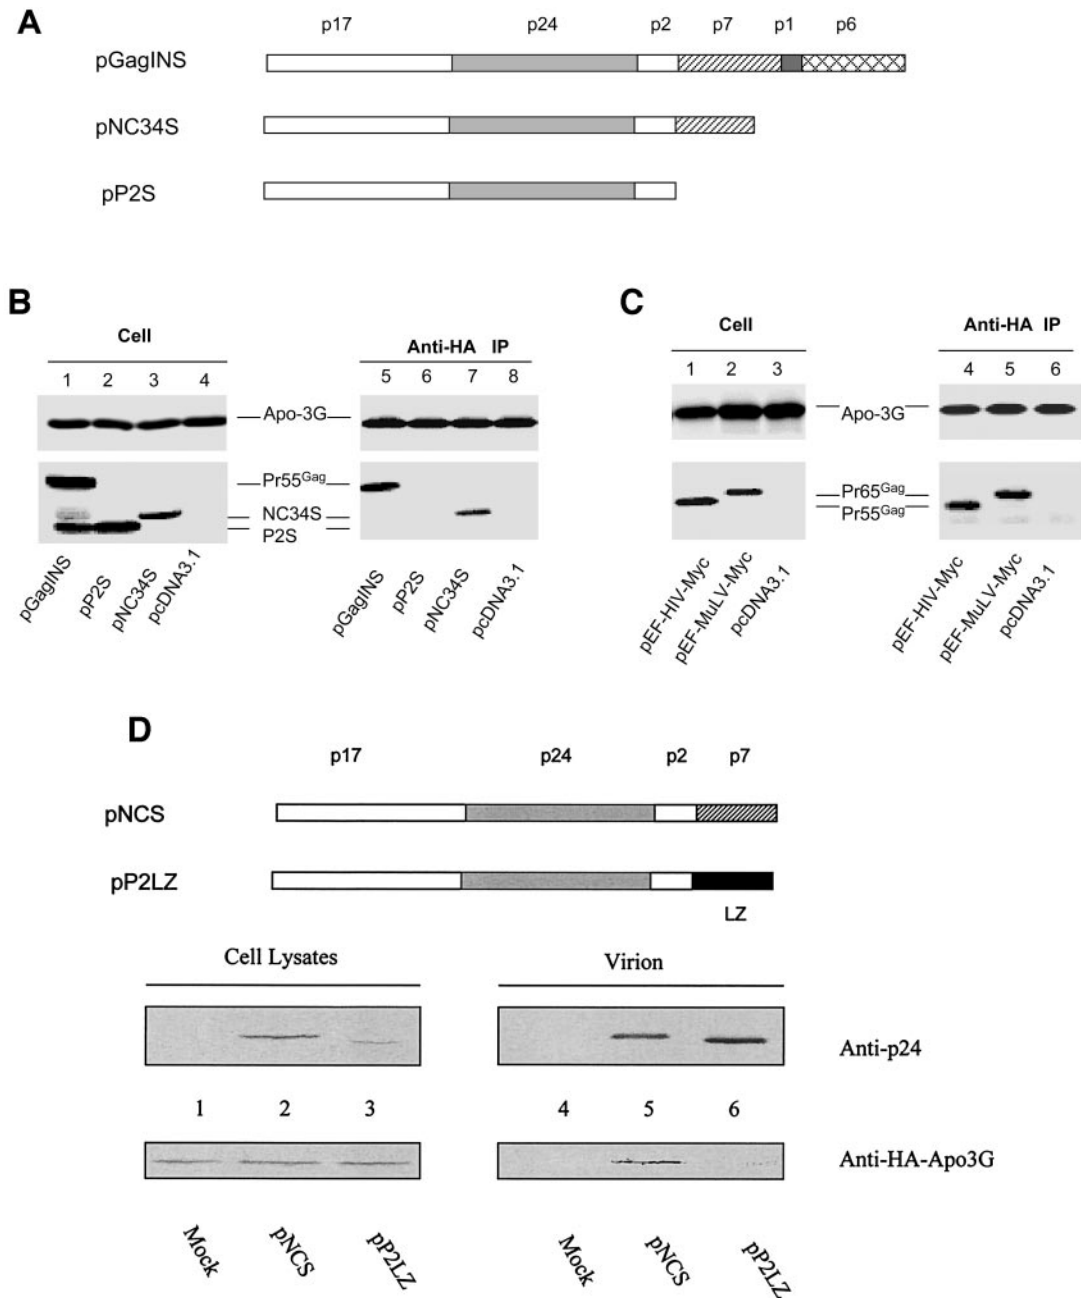 A
p17 p24 p2 p7 p1 p6
pGagINS
pNC34S
pP2S
B
Cell
1 2 3 4
Anti-HA IP
5 6 7 8
Apo-3G
Pr55Gag
NC34S
P2S
pGagINS pP2S pNC34S pcDNA3.1
pGagINS pP2S pNC34S pcDNA3.1
C
Cell
1 2 3
Anti-HA IP
4 5 6
Apo-3G
Pr65Gag
Pr55Gag
pEF-HIV-Myc pEF-MuLV-Myc pcDNA3.1
pEF-HIV-Myc pEF-MuLV-Myc pcDNA3.1
D
p17 p24 p2 p7
pNCS
pP2LZ
LZ
Cell Lysates Virion
Anti-p24
1 2 3 4 5 6
Anti-HA-Apo3G
Mock pNCS pP2LZ Mock pNCS pP2LZ